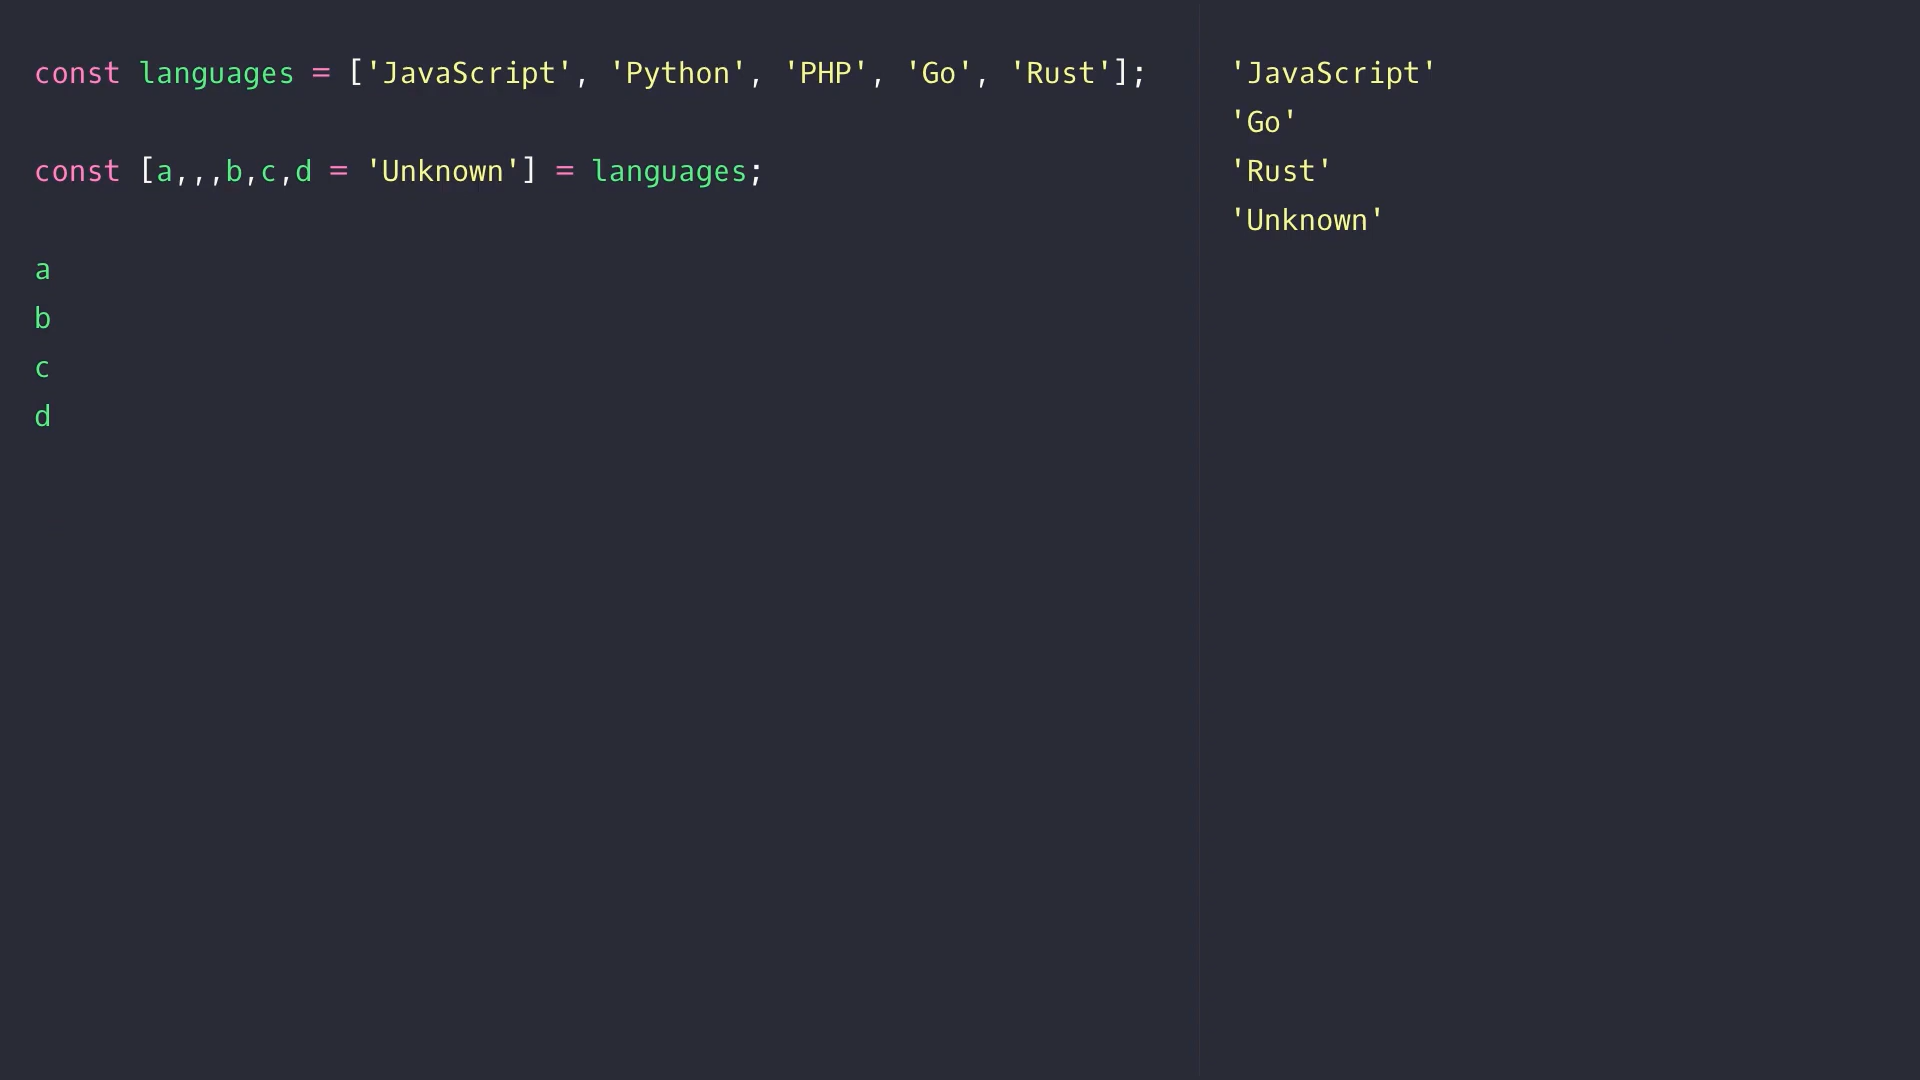 const languages = ['JavaScript', 'Python', 'PHP', 'Go', 'Rust'];
const [a,,,b,c,d = 'Unknown'] = languages;
a
b
c
d
'JavaScript'
'Go'
'Rust'
'Unknown'